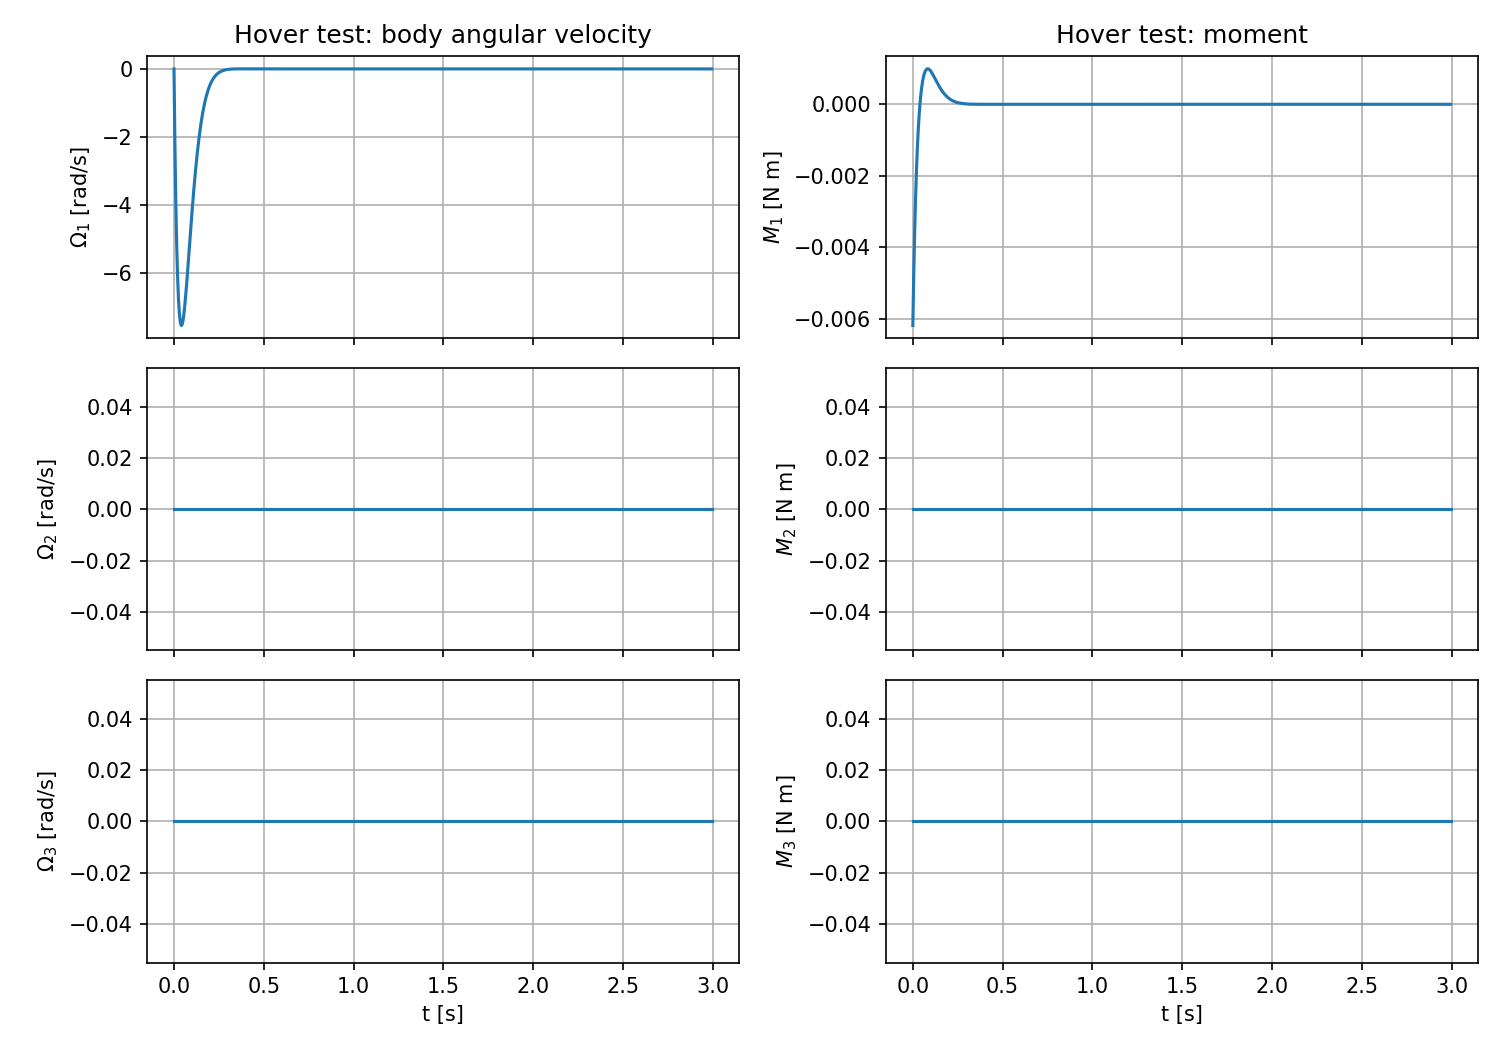 Hover test: body angular velocity
Hover test: moment
0
−2
−4
−6
Ω₁ [rad/s]
0.000
−0.002
−0.004
−0.006
M₁ [N m]
0.04
0.02
0.00
−0.02
−0.04
Ω₂ [rad/s]
0.04
0.02
0.00
−0.02
−0.04
M₂ [N m]
0.04
0.02
0.00
−0.02
−0.04
Ω₃ [rad/s]
0.04
0.02
0.00
−0.02
−0.04
M₃ [N m]
0.0 0.5 1.0 1.5 2.0 2.5 3.0
t [s]
0.0 0.5 1.0 1.5 2.0 2.5 3.0
t [s]